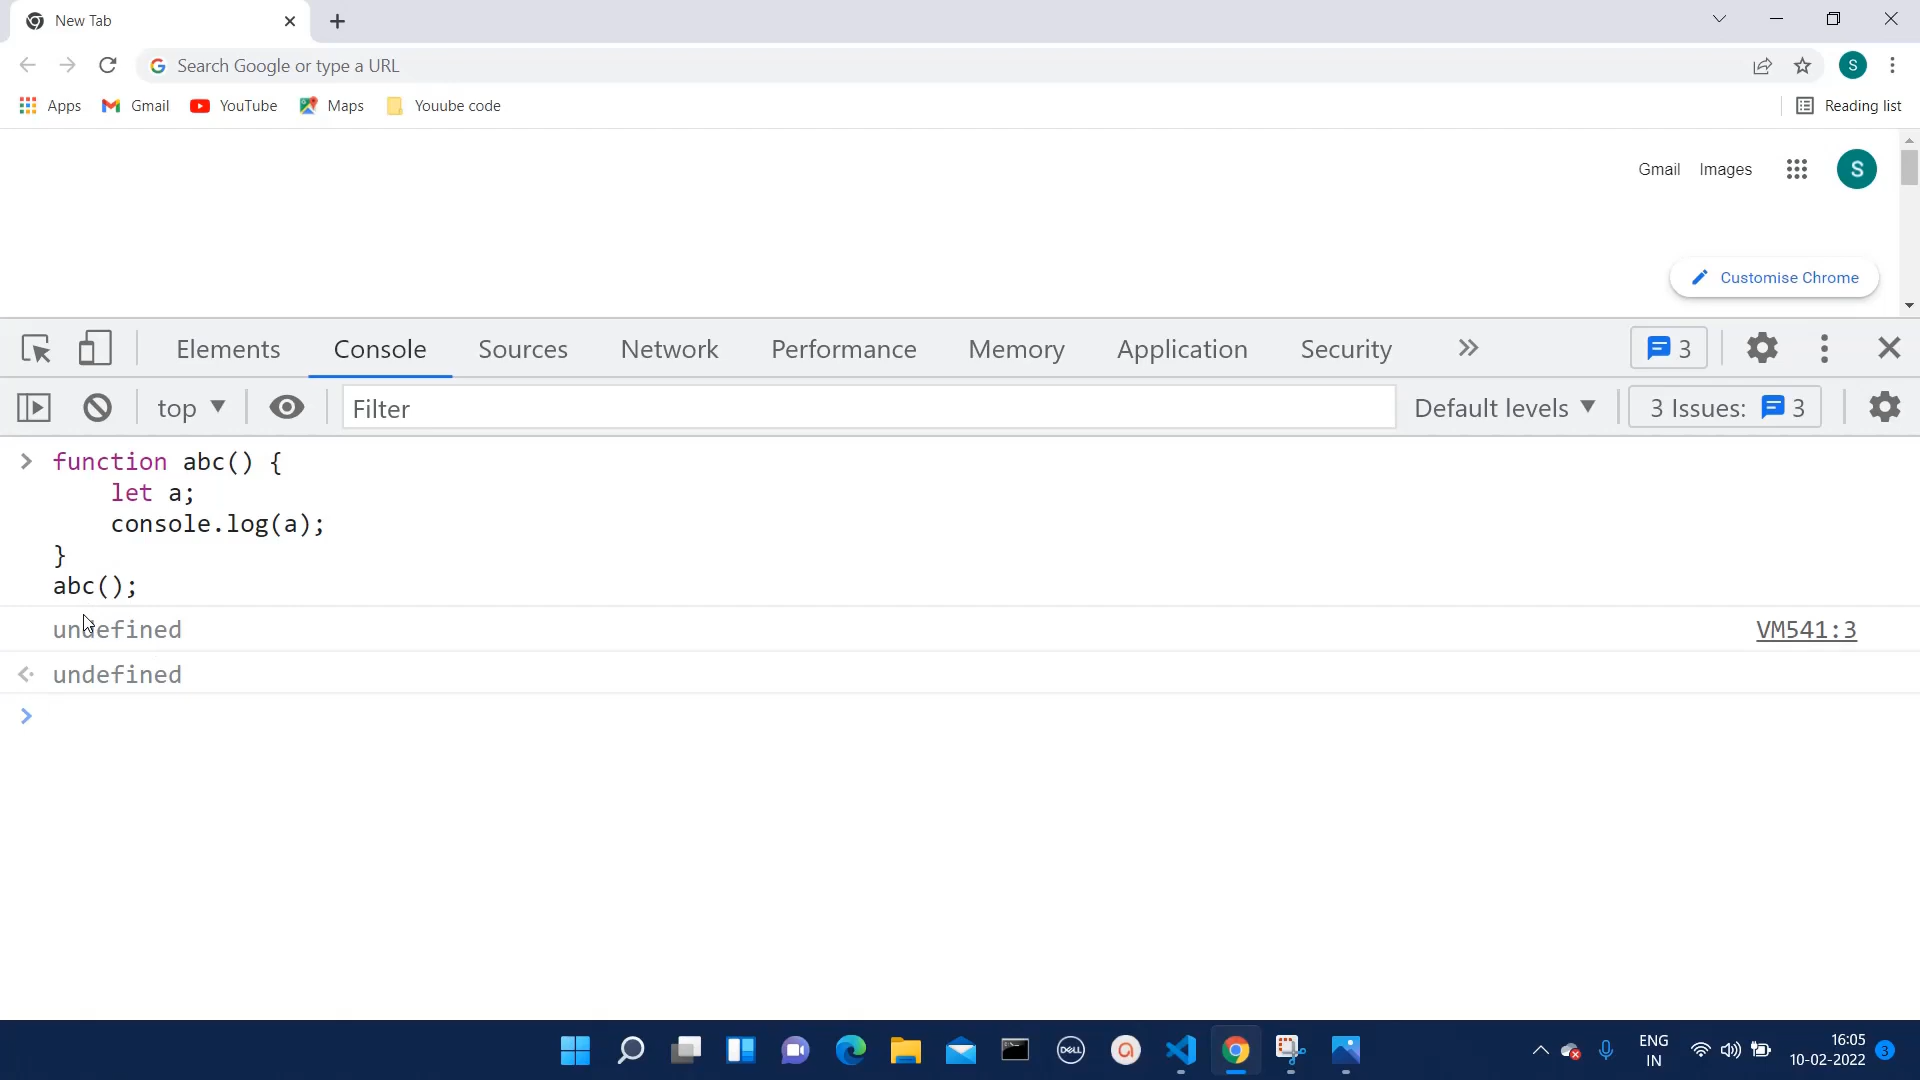 New Tab
Search Google or type a URL
S
Apps Gmail YouTube Maps Youube code Reading list
Gmail Images S
Customise Chrome
Elements Console Sources Network Performance Memory Application Security 3
top Filter Default levels 3 Issues: 3
function abc() {
let a;
console.log(a);
}
abc();
undefined VM541:3
undefined
DELL
ENG 16:05
IN 10-02-2022 3